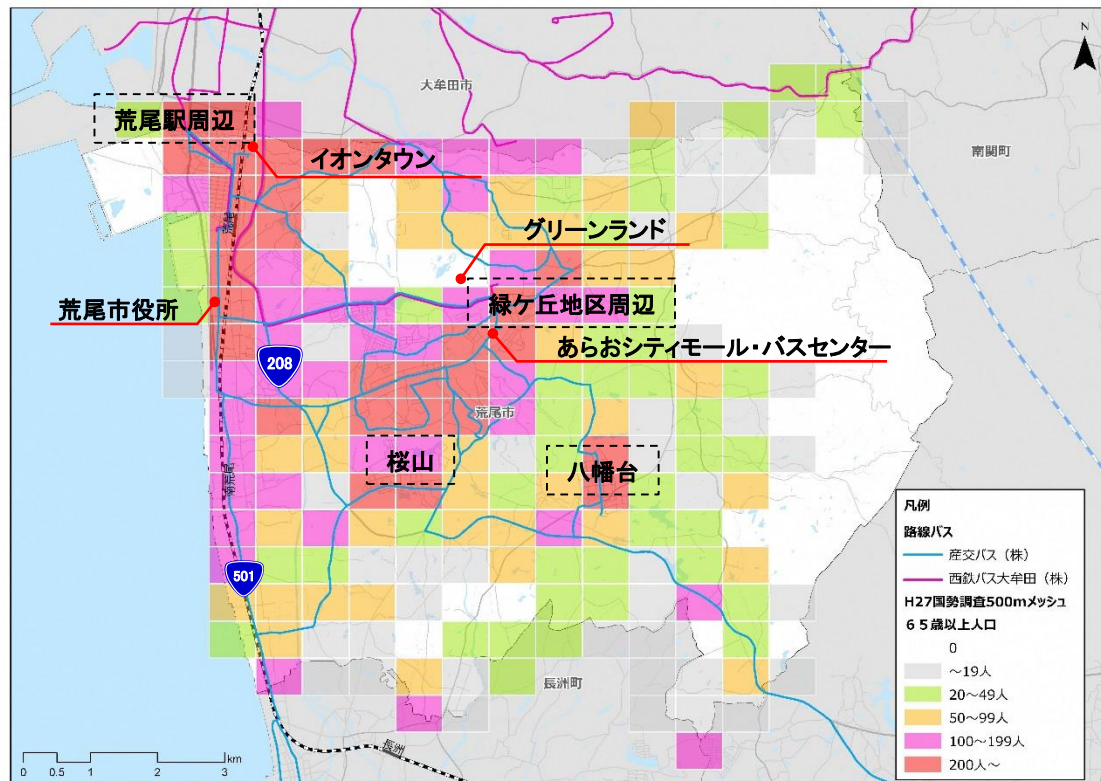 N
大牟田市
荒尾駅周辺
イオンタウン
南関町
荒尾
グリーンランド
緑ケ丘地区周辺
荒尾市役所
あらおシティモール・バスセンター
208
荒尾市
桜山
八幡台
南荒尾
501
長洲町
長洲
0 0.5 1 2 3 km
凡例
路線バス
産交バス（株）
西鉄バス大牟田（株）
H27国勢調査500mメッシュ
６５歳以上人口
0
～19人
20～49人
50～99人
100～199人
200人～